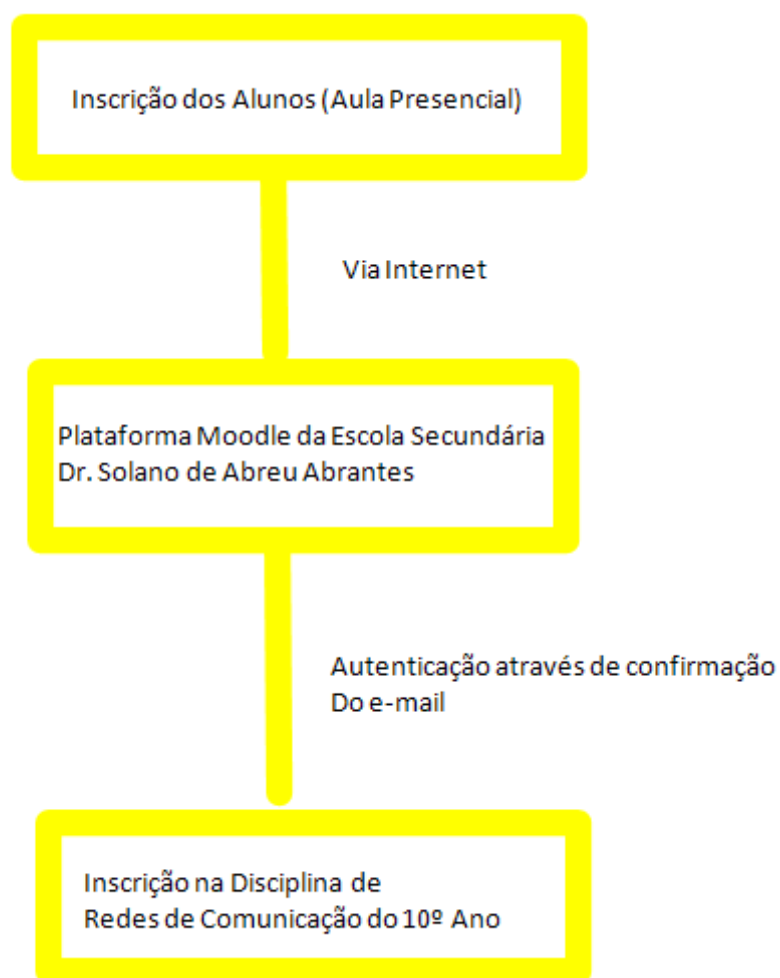 Inscrição dos Alunos (Aula Presencial)
Via Internet
Plataforma Moodle da Escola Secundária
Dr. Solano de Abreu Abrantes
Autenticação através de confirmação
Do e-mail
Inscrição na Disciplina de
Redes de Comunicação do 10º Ano